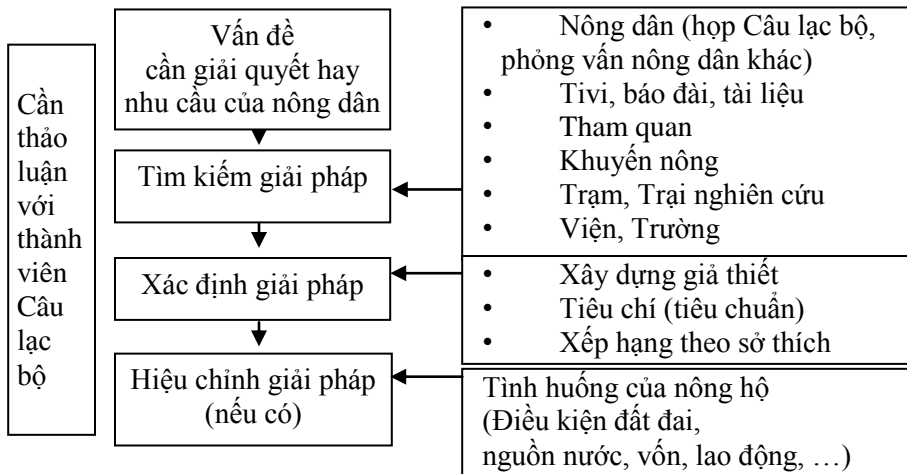 Cần
thảo
luận
với
thành
viên
Câu
lạc
bộ
Vấn đề
cần giải quyết hay
nhu cầu của nông dân
Tìm kiếm giải pháp
Xác định giải pháp
Hiệu chỉnh giải pháp
(nếu có)
• Nông dân (họp Câu lạc bộ,
phỏng vấn nông dân khác)
• Tivi, báo đài, tài liệu
• Tham quan
• Khuyến nông
• Trạm, Trại nghiên cứu
• Viện, Trường
• Xây dựng giả thiết
• Tiêu chí (tiêu chuẩn)
• Xếp hạng theo sở thích
Tình huống của nông hộ
(Điều kiện đất đai,
nguồn nước, vốn, lao động, …)